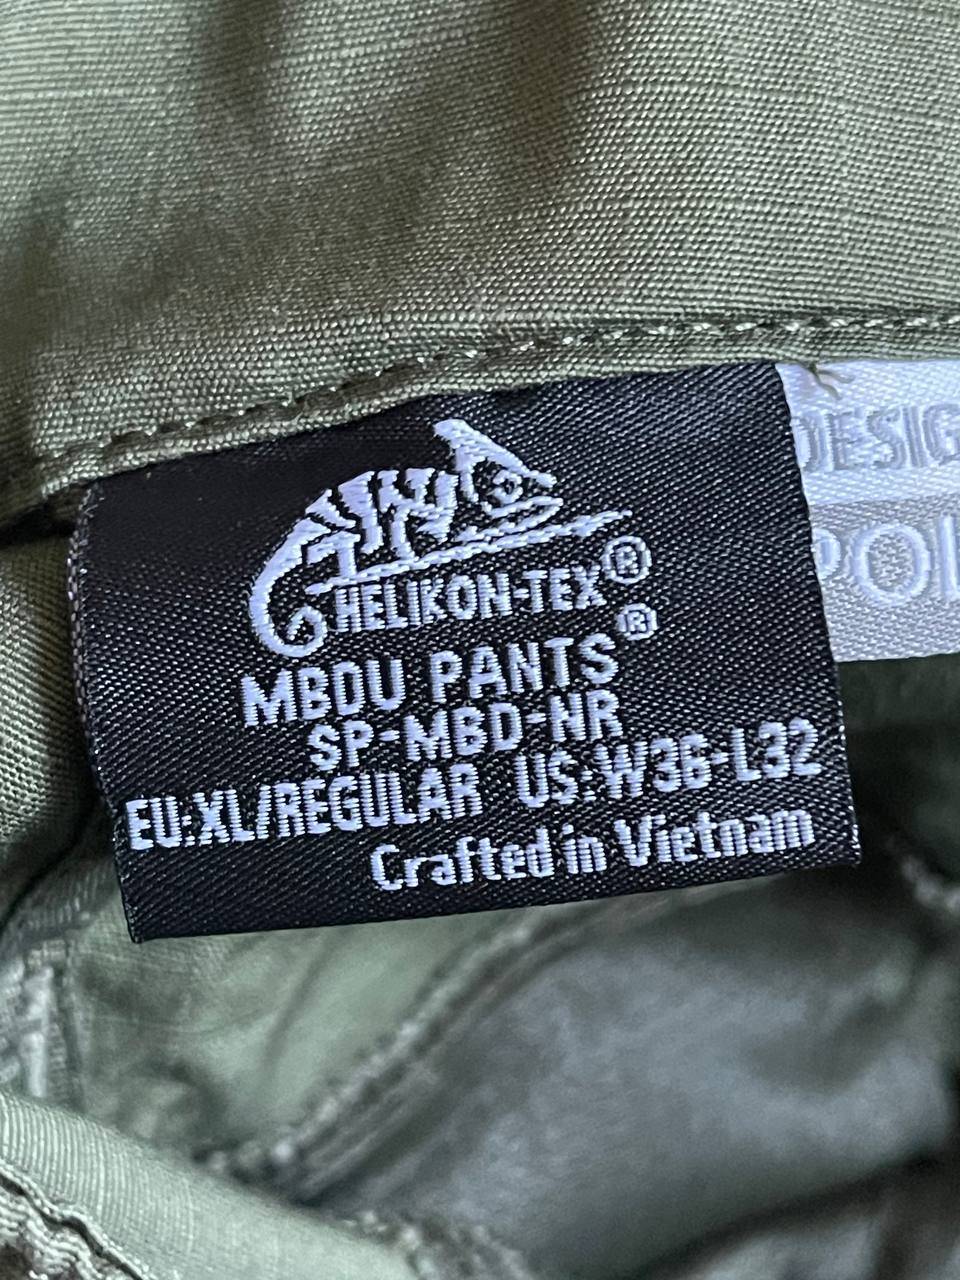 HELIKON-TEX®
MBDU PANTS®
SP-MBD-NR
EU:XL/REGULAR US:W36-L32
Crafted in Vietnam